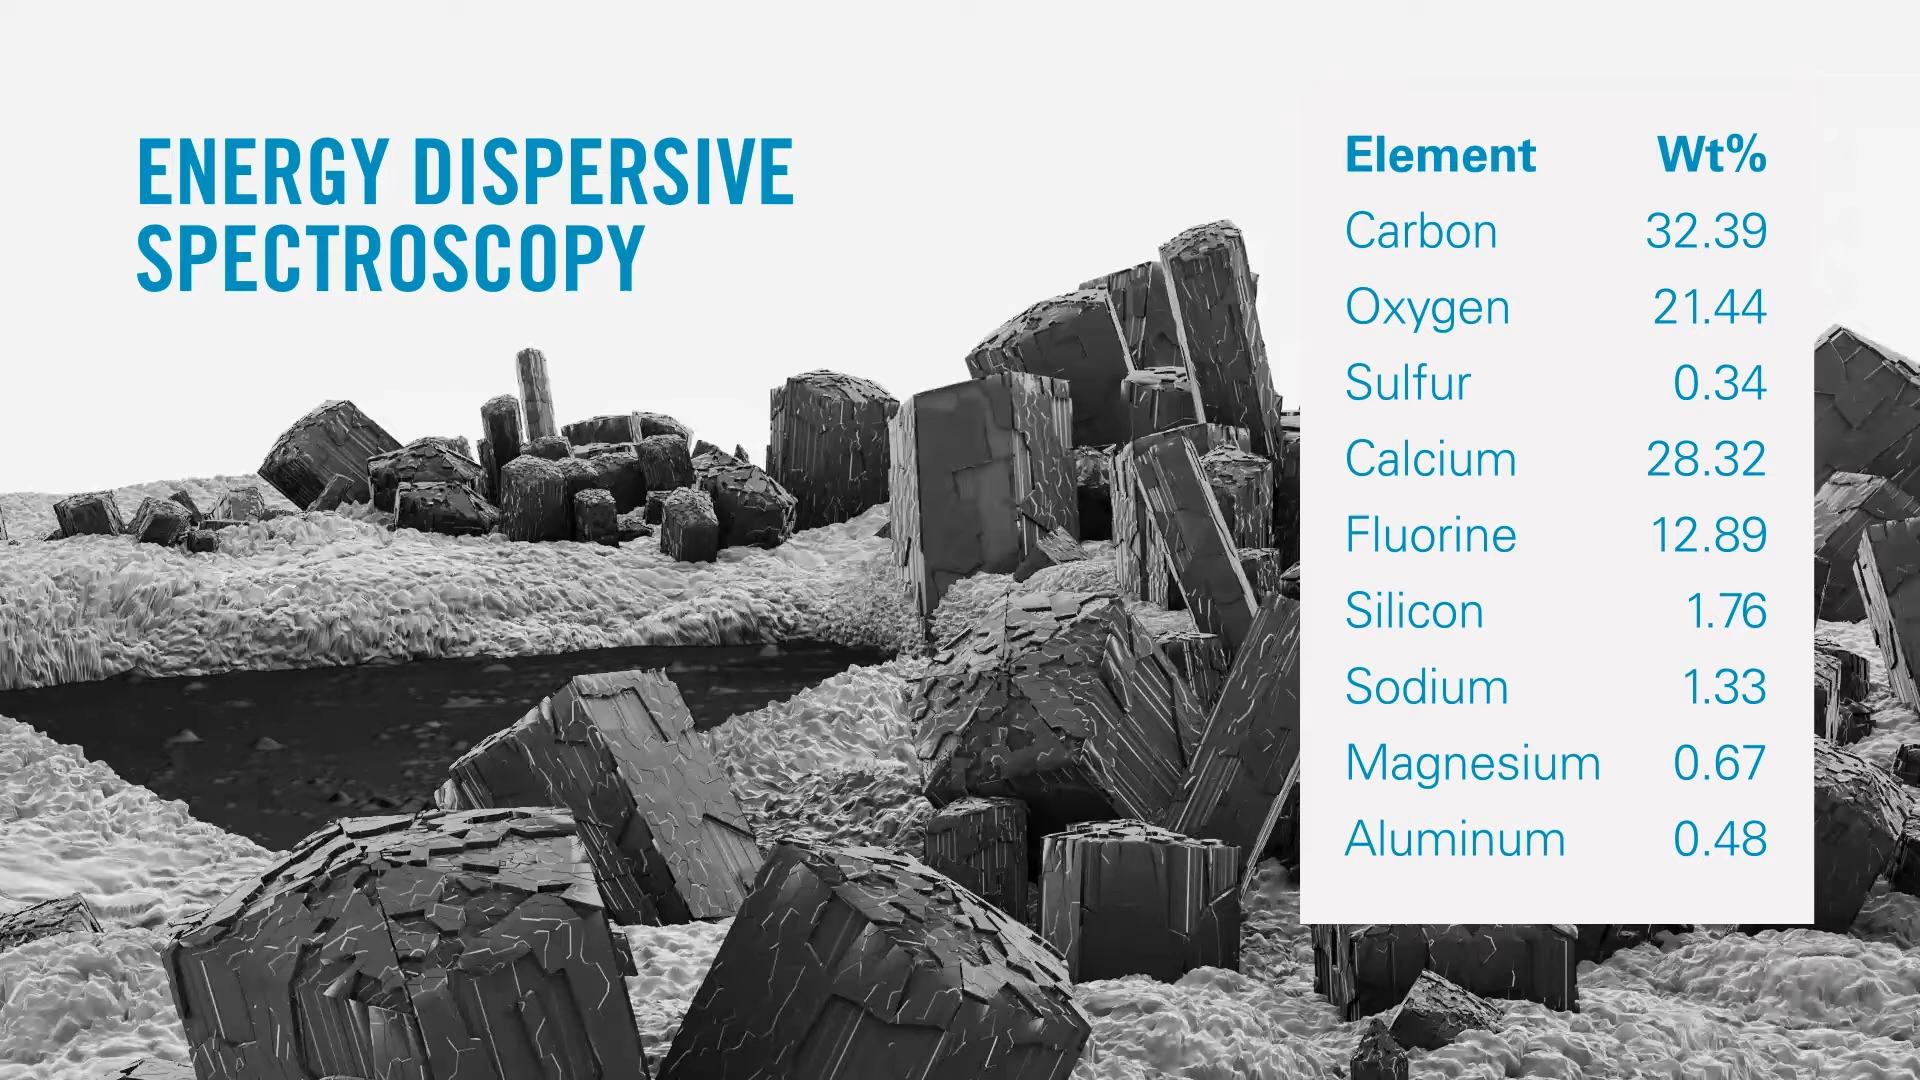 ENERGY DISPERSIVE
SPECTROSCOPY
Element Wt%
Carbon 32.39
Oxygen 21.44
Sulfur 0.34
Calcium 28.32
Fluorine 12.89
Silicon 1.76
Sodium 1.33
Magnesium 0.67
Aluminum 0.48